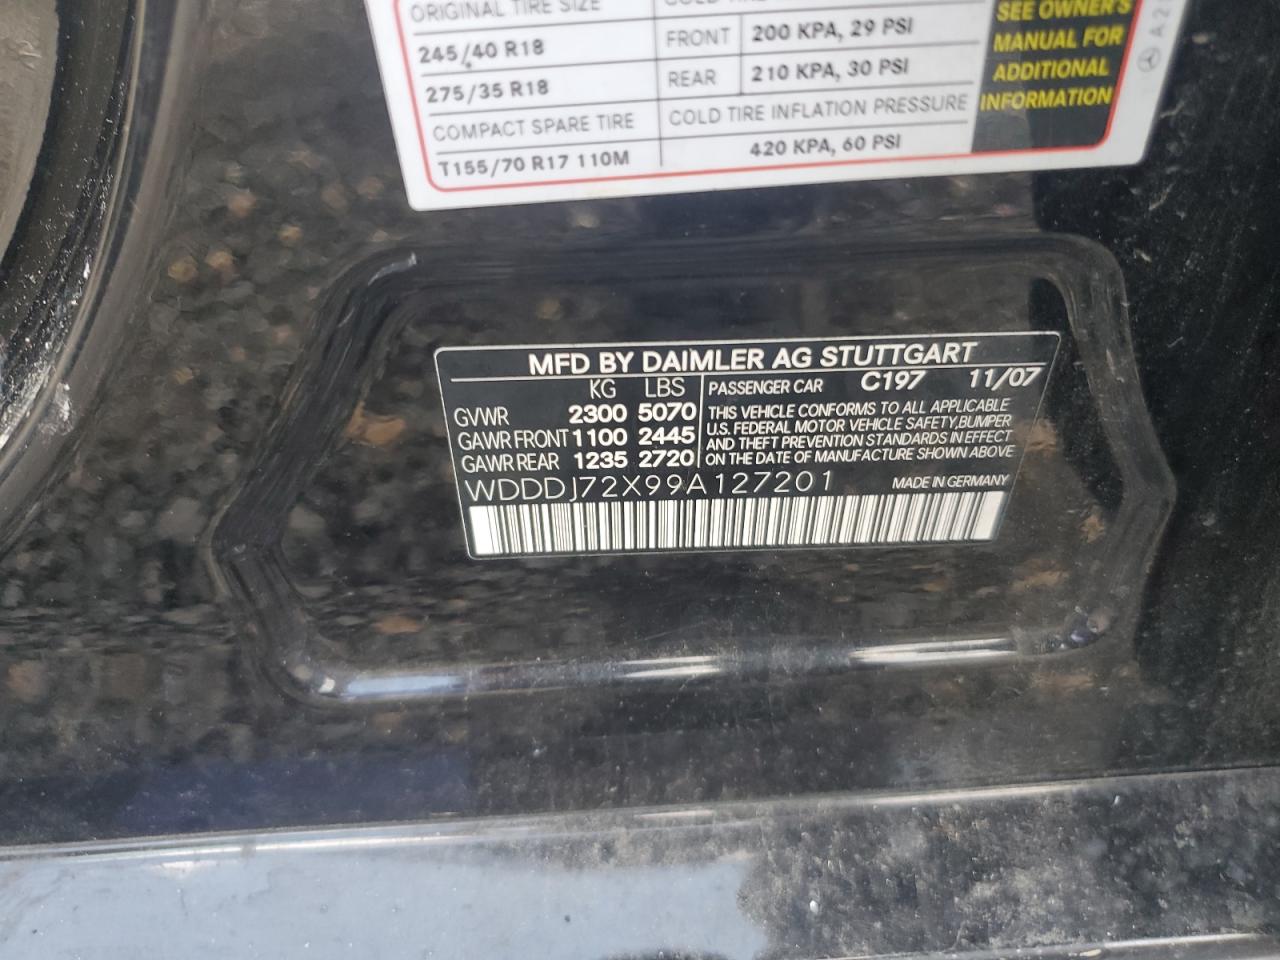 ORIGINAL TIRE SIZE
COLD TIRE
245/40 R18 FRONT 200 KPA, 29 PSI
275/35 R18 REAR 210 KPA, 30 PSI
COMPACT SPARE TIRE COLD TIRE INFLATION PRESSURE
T155/70 R17 110M 420 KPA, 60 PSI
SEE OWNER'S
MANUAL FOR
ADDITIONAL
INFORMATION
MFD BY DAIMLER AG STUTTGART
KG LBS PASSENGER CAR C197 11/07
GVWR 2300 5070 THIS VEHICLE CONFORMS TO ALL APPLICABLE
U.S. FEDERAL MOTOR VEHICLE SAFETY,BUMPER
GAWR FRONT 1100 2445 AND THEFT PREVENTION STANDARDS IN EFFECT
GAWR REAR 1235 2720 ON THE DATE OF MANUFACTURE SHOWN ABOVE
WDDDJ72X99A127201 MADE IN GERMANY